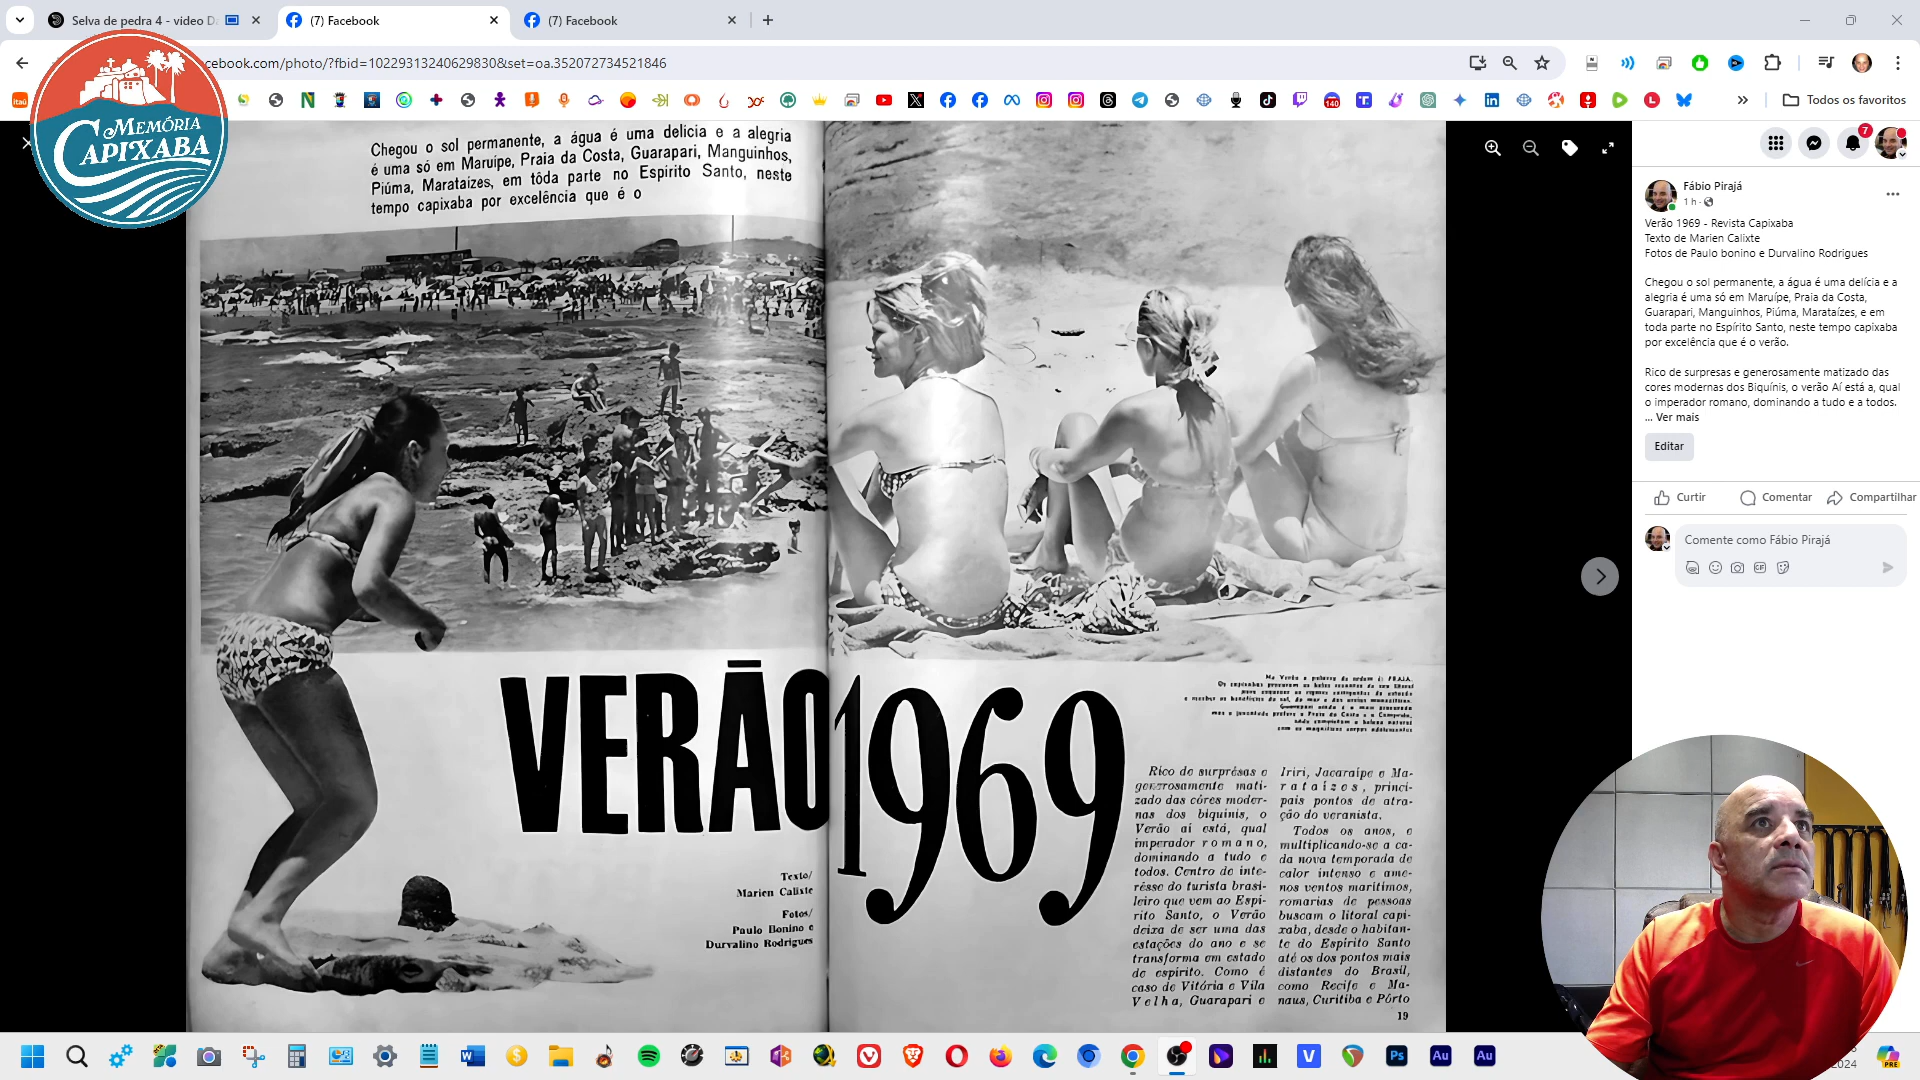 Selva de pedra 4 - video D
(7) Facebook
(7) Facebook
cebook.com/photo/?fbid=10229313240629830&set=oa.352072734521846
Todos os favoritos
MEMÓRIA
CAPIXABA
Chegou o sol permanente, a água é uma delícia e a alegria
é uma só em Maruípe, Praia da Costa, Guarapari, Manguinhos,
Piúma, Marataízes, em tôda parte no Espirito Santo, neste
tempo capixaba por excelência que é o
VERÃO 1969
Texto/
Marien Calixte
Fotos/
Paulo Bonino e
Durvalino Rodrigues
No Verão a palavra de ordem é: PRAIA.
Rico de surprêsas e
generosamente mati-
zado das côres moder-
nas dos biquinis, o
Verão aí está, qual
imperador romano,
dominando a tudo e
todos. Centro de inte-
rêsse do turista brasi-
leiro que vem ao Espí-
rito Santo, o Verão
deixa de ser uma das
estações do ano e se
transforma em estado
de espírito. Como é
caso de Vitória e Vila
Velha, Guarapari e
Iriri, Jacaraípe e Ma-
rataízes, princi-
pais pontos de atra-
ção do veranista.
Todos os anos, e
multiplicando-se a ca-
da nova temporada de
calor intenso e ame-
nos ventos marítimos,
romarias de pessoas
buscam o litoral capi-
xaba, desde o habitan-
te do Espírito Santo
até os dos pontos mais
distantes do Brasil,
como Recife e Ma-
naus, Curitiba e Pôrto
19
7
Fábio Pirajá
1 h
Verão 1969 - Revista Capixaba
Texto de Marien Calixte
Fotos de Paulo bonino e Durvalino Rodrigues
Chegou o sol permanente, a água é uma delícia e a
alegria é uma só em Maruípe, Praia da Costa,
Guarapari, Manguinhos, Piúma, Marataízes, e em
toda parte no Espírito Santo, neste tempo capixaba
por excelência que é o verão.
Rico de surpresas e generosamente matizado das
cores modernas dos Biquínis, o verão Aí está a, qual
o imperador romano, dominando a tudo e a todos.
... Ver mais
Editar
Curtir
Comentar
Compartilhar
Comente como Fábio Pirajá
2024